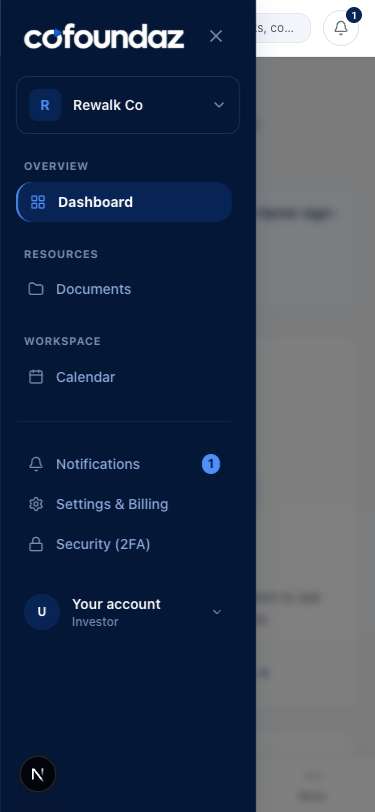 cofoundaz
s, co...
1
R Rewalk Co
OVERVIEW
Dashboard
RESOURCES
Documents
WORKSPACE
Calendar
Notifications 1
Settings & Billing
Security (2FA)
U Your account
Investor
N